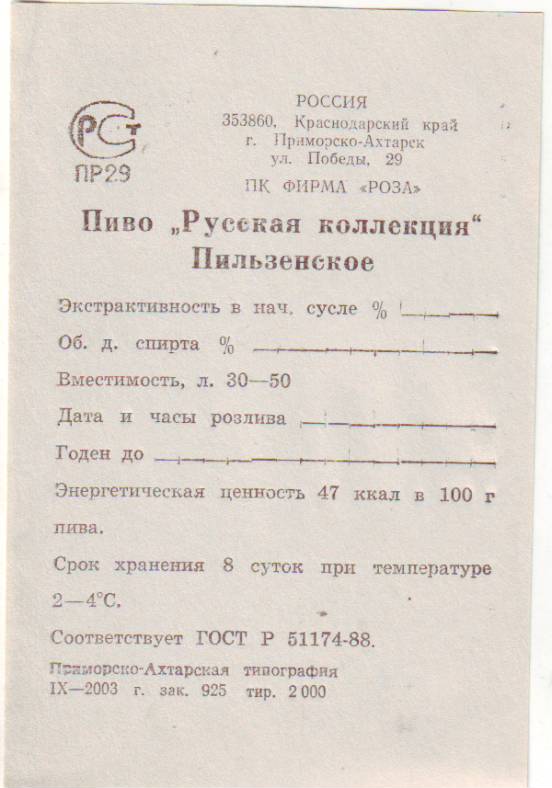 РОССИЯ
353860, Краснодарский край
г. Приморско-Ахтарск
ул. Победы, 29
РСТ
ПР29
ПК ФИРМА «РОЗА»
Пиво „Русская коллекция“
Пильзенское
Экстрактивность в нач. сусле %
Об. д. спирта %
Вместимость, л. 30—50
Дата и часы розлива
Годен до
Энергетическая ценность 47 ккал в 100 г
пива.
Срок хранения 8 суток при температуре
2—4°С.
Соответствует ГОСТ Р 51174-88.
Приморско-Ахтарская типография
IX—2003 г. зак. 925 тир. 2 000